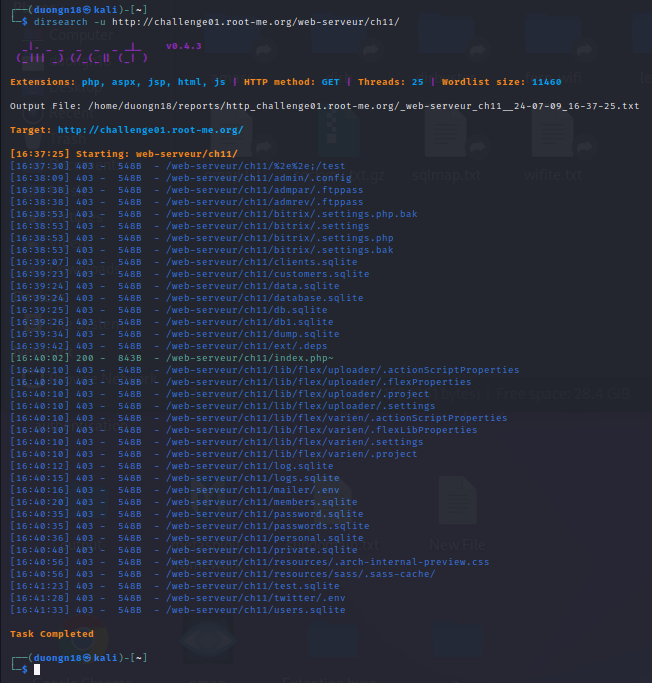 ┌──(duongn18㉿kali)-[~]
└─$ dirsearch -u http://challenge01.root-me.org/web-serveur/ch11/
  _|. _ _  _  _  _ _|_    v0.4.3
 (_||| _) (/_(_|| (_| )
Extensions: php, aspx, jsp, html, js | HTTP method: GET | Threads: 25 | Wordlist size: 11460
Output File: /home/duongn18/reports/http_challenge01.root-me.org/_web-serveur_ch11__24-07-09_16-37-25.txt
Target: http://challenge01.root-me.org/
[16:37:25] Starting: web-serveur/ch11/
[16:37:30] 403 -  548B  - /web-serveur/ch11/%2e%2e;/test
[16:38:09] 403 -  548B  - /web-serveur/ch11/admin/.config
[16:38:38] 403 -  548B  - /web-serveur/ch11/admpar/.ftppass
[16:38:38] 403 -  548B  - /web-serveur/ch11/admrev/.ftppass
[16:38:53] 403 -  548B  - /web-serveur/ch11/bitrix/.settings.php.bak
[16:38:53] 403 -  548B  - /web-serveur/ch11/bitrix/.settings
[16:38:53] 403 -  548B  - /web-serveur/ch11/bitrix/.settings.php
[16:38:53] 403 -  548B  - /web-serveur/ch11/bitrix/.settings.bak
[16:39:07] 403 -  548B  - /web-serveur/ch11/clients.sqlite
[16:39:23] 403 -  548B  - /web-serveur/ch11/customers.sqlite
[16:39:24] 403 -  548B  - /web-serveur/ch11/data.sqlite
[16:39:24] 403 -  548B  - /web-serveur/ch11/database.sqlite
[16:39:25] 403 -  548B  - /web-serveur/ch11/db.sqlite
[16:39:26] 403 -  548B  - /web-serveur/ch11/db1.sqlite
[16:39:34] 403 -  548B  - /web-serveur/ch11/dump.sqlite
[16:39:42] 403 -  548B  - /web-serveur/ch11/ext/.deps
[16:40:02] 200 -  843B  - /web-serveur/ch11/index.php~
[16:40:10] 403 -  548B  - /web-serveur/ch11/lib/flex/uploader/.actionScriptProperties
[16:40:10] 403 -  548B  - /web-serveur/ch11/lib/flex/uploader/.flexProperties
[16:40:10] 403 -  548B  - /web-serveur/ch11/lib/flex/uploader/.project
[16:40:10] 403 -  548B  - /web-serveur/ch11/lib/flex/uploader/.settings
[16:40:10] 403 -  548B  - /web-serveur/ch11/lib/flex/varien/.actionScriptProperties
[16:40:10] 403 -  548B  - /web-serveur/ch11/lib/flex/varien/.flexLibProperties
[16:40:10] 403 -  548B  - /web-serveur/ch11/lib/flex/varien/.settings
[16:40:10] 403 -  548B  - /web-serveur/ch11/lib/flex/varien/.project
[16:40:12] 403 -  548B  - /web-serveur/ch11/log.sqlite
[16:40:15] 403 -  548B  - /web-serveur/ch11/logs.sqlite
[16:40:16] 403 -  548B  - /web-serveur/ch11/mailer/.env
[16:40:20] 403 -  548B  - /web-serveur/ch11/members.sqlite
[16:40:35] 403 -  548B  - /web-serveur/ch11/password.sqlite
[16:40:35] 403 -  548B  - /web-serveur/ch11/passwords.sqlite
[16:40:36] 403 -  548B  - /web-serveur/ch11/personal.sqlite
[16:40:48] 403 -  548B  - /web-serveur/ch11/private.sqlite
[16:40:56] 403 -  548B  - /web-serveur/ch11/resources/.arch-internal-preview.css
[16:40:56] 403 -  548B  - /web-serveur/ch11/resources/sass/.sass-cache/
[16:41:23] 403 -  548B  - /web-serveur/ch11/test.sqlite
[16:41:28] 403 -  548B  - /web-serveur/ch11/twitter/.env
[16:41:33] 403 -  548B  - /web-serveur/ch11/users.sqlite
Task Completed
┌──(duongn18㉿kali)-[~]
└─$
sqlmap.txt
wifite.txt
New File